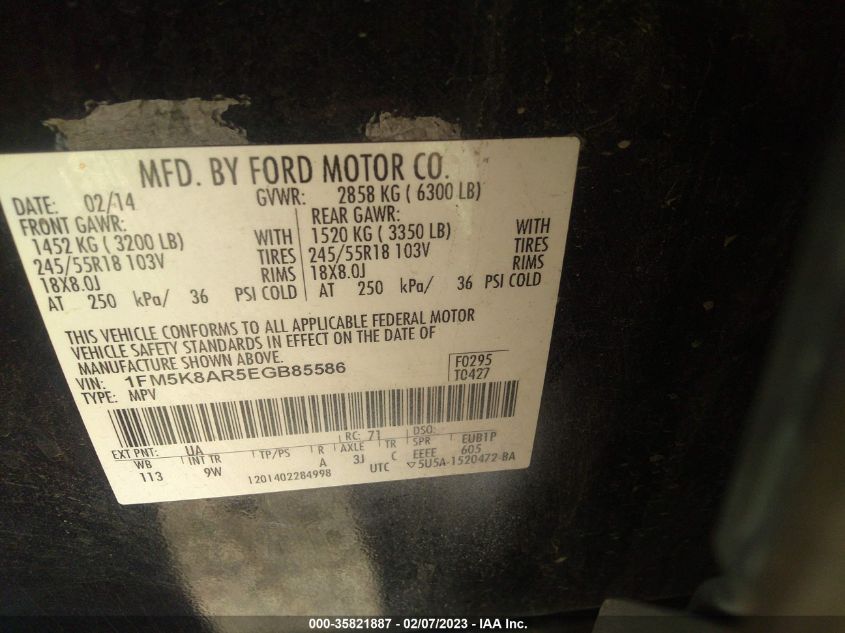 MFD. BY FORD MOTOR CO.
DATE: 02/14 GVWR: 2858 KG ( 6300 LB)
FRONT GAWR: REAR GAWR:
1452 KG ( 3200 LB) WITH 1520 KG ( 3350 LB) WITH
245/55R18 103V TIRES 245/55R18 103V TIRES
18X8.0J RIMS 18X8.0J RIMS
AT 250 kPa/ 36 PSI COLD AT 250 kPa/ 36 PSI COLD
THIS VEHICLE CONFORMS TO ALL APPLICABLE FEDERAL MOTOR
VEHICLE SAFETY STANDARDS IN EFFECT ON THE DATE OF
MANUFACTURE SHOWN ABOVE.
VIN: 1FM5K8AR5EGB85586 F0295
TYPE: MPV T0427
EXT PNT: UA RC: 71 DSO:
WB INT TR TP/PS R AXLE TR SPR EUB1P
113 9W A 3J C EEEE 605
1201402284998 UTC ▽5U5A-1520472-BA
000-35821887 - 02/07/2023 - IAA Inc.